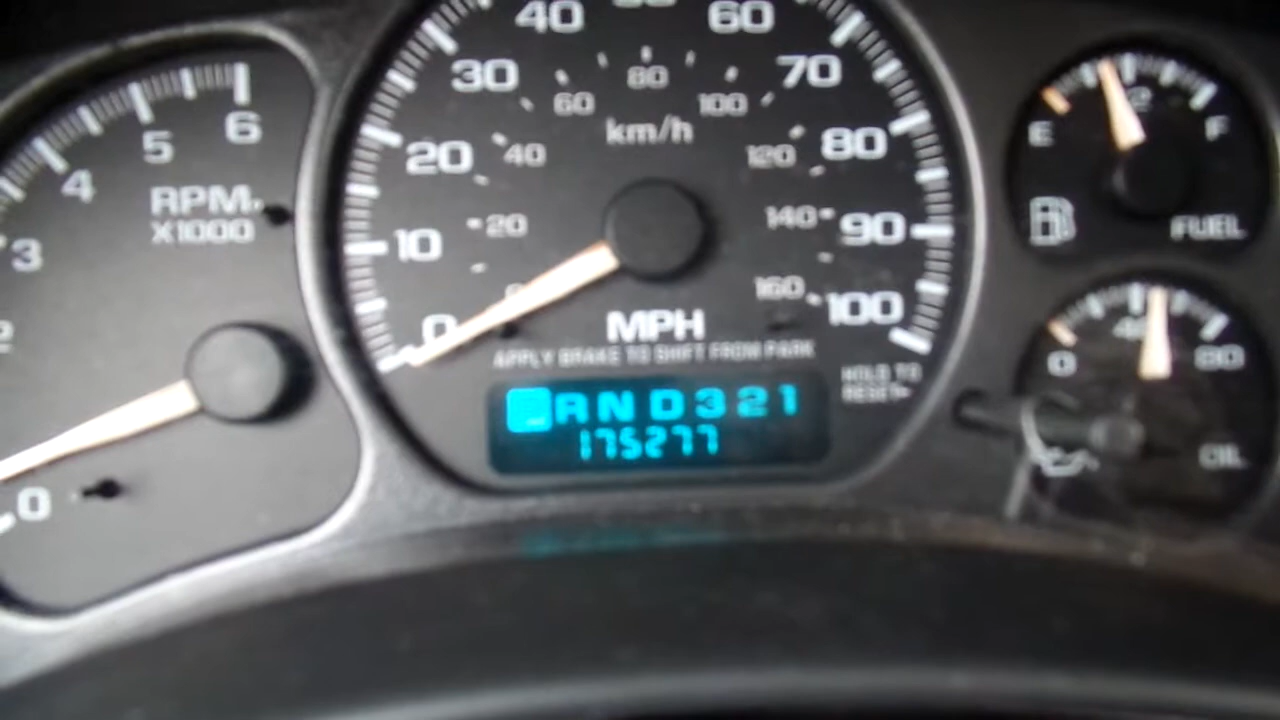 40 60
30 70
60 80 100
km/h
20 40 120 80
10 20 140 90
0 160 100
MPH
APPLY BRAKE TO SHIFT FROM PARK
HOLD TO
RESET
RND321
175277
6
5
4
3
RPM
X1000
0
E F
FUEL
0 80
OIL